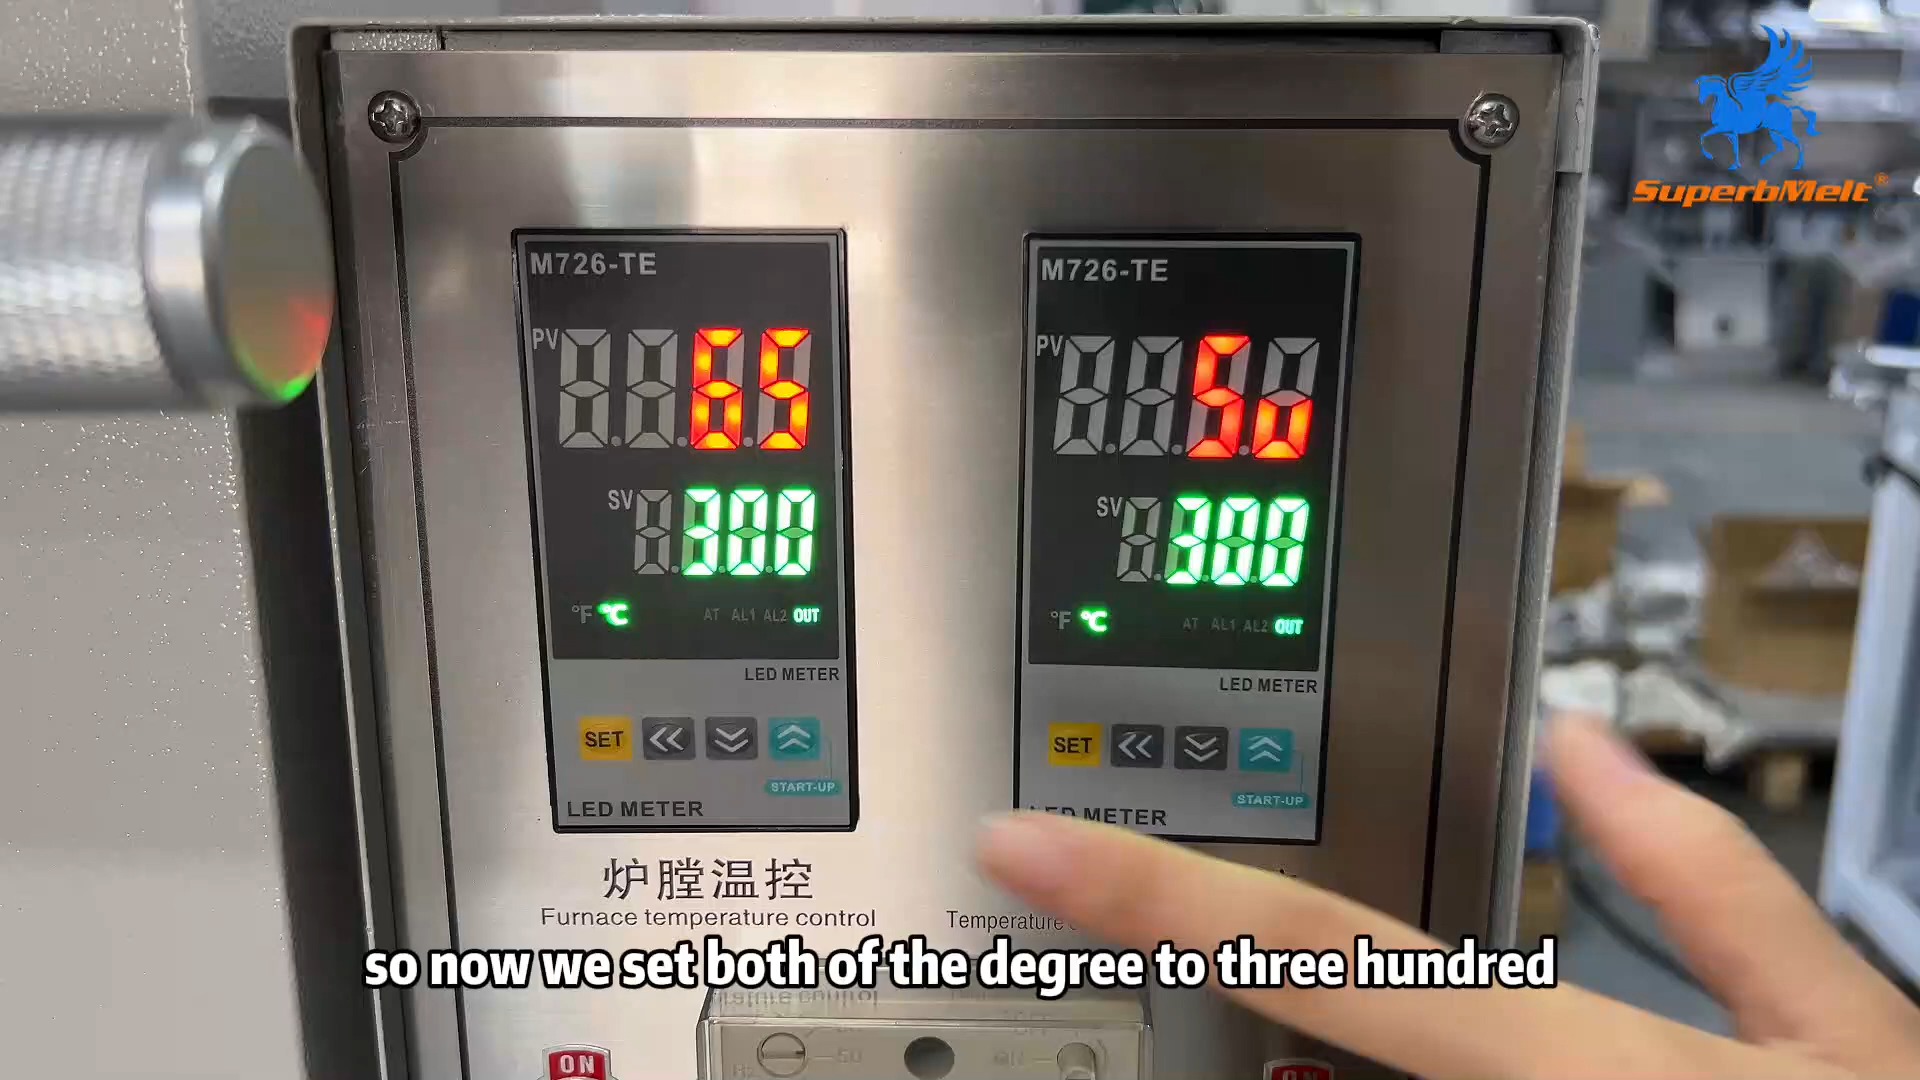 SuperbMelt®
M726-TE
PV 65
SV 300
°F °C AT AL1 AL2 OUT
LED METER
SET
START-UP
LED METER
炉膛温控
Furnace temperature control
M726-TE
PV Su
SV 300
°F °C AT AL1 AL2 OUT
LED METER
SET
START-UP
METER
Temperature
so now we set both of the degree to three hundred
50
ON
ON